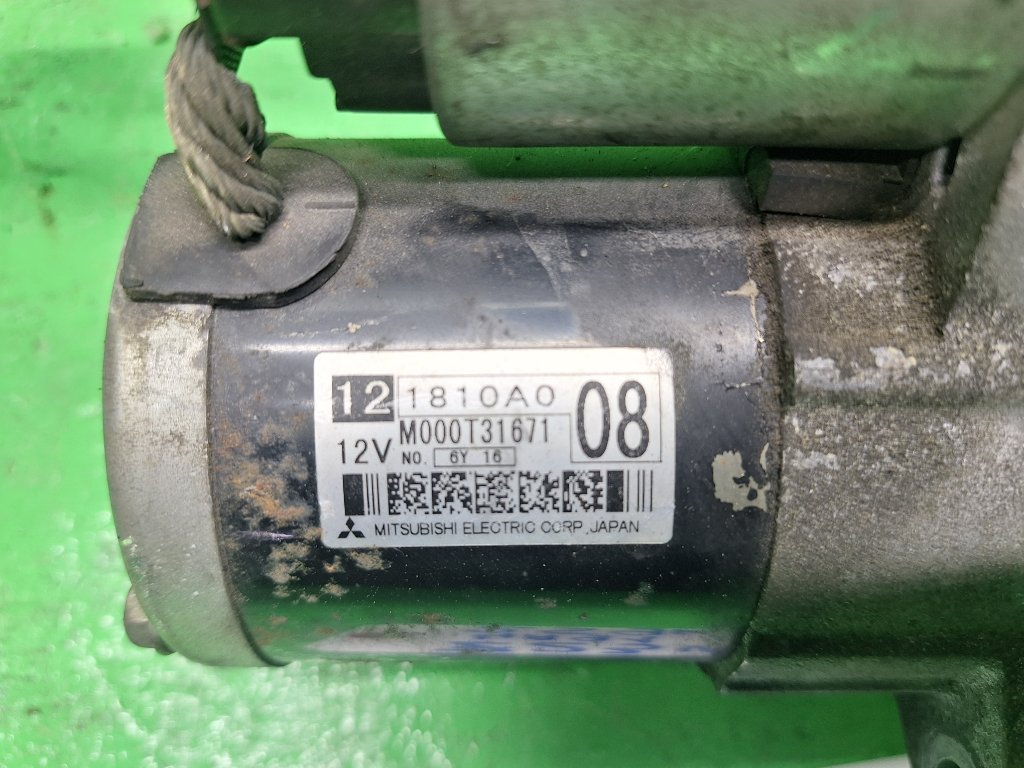 12 1810A0 08
12V M000T31671
NO. 6Y 16
MITSUBISHI ELECTRIC CORP. JAPAN